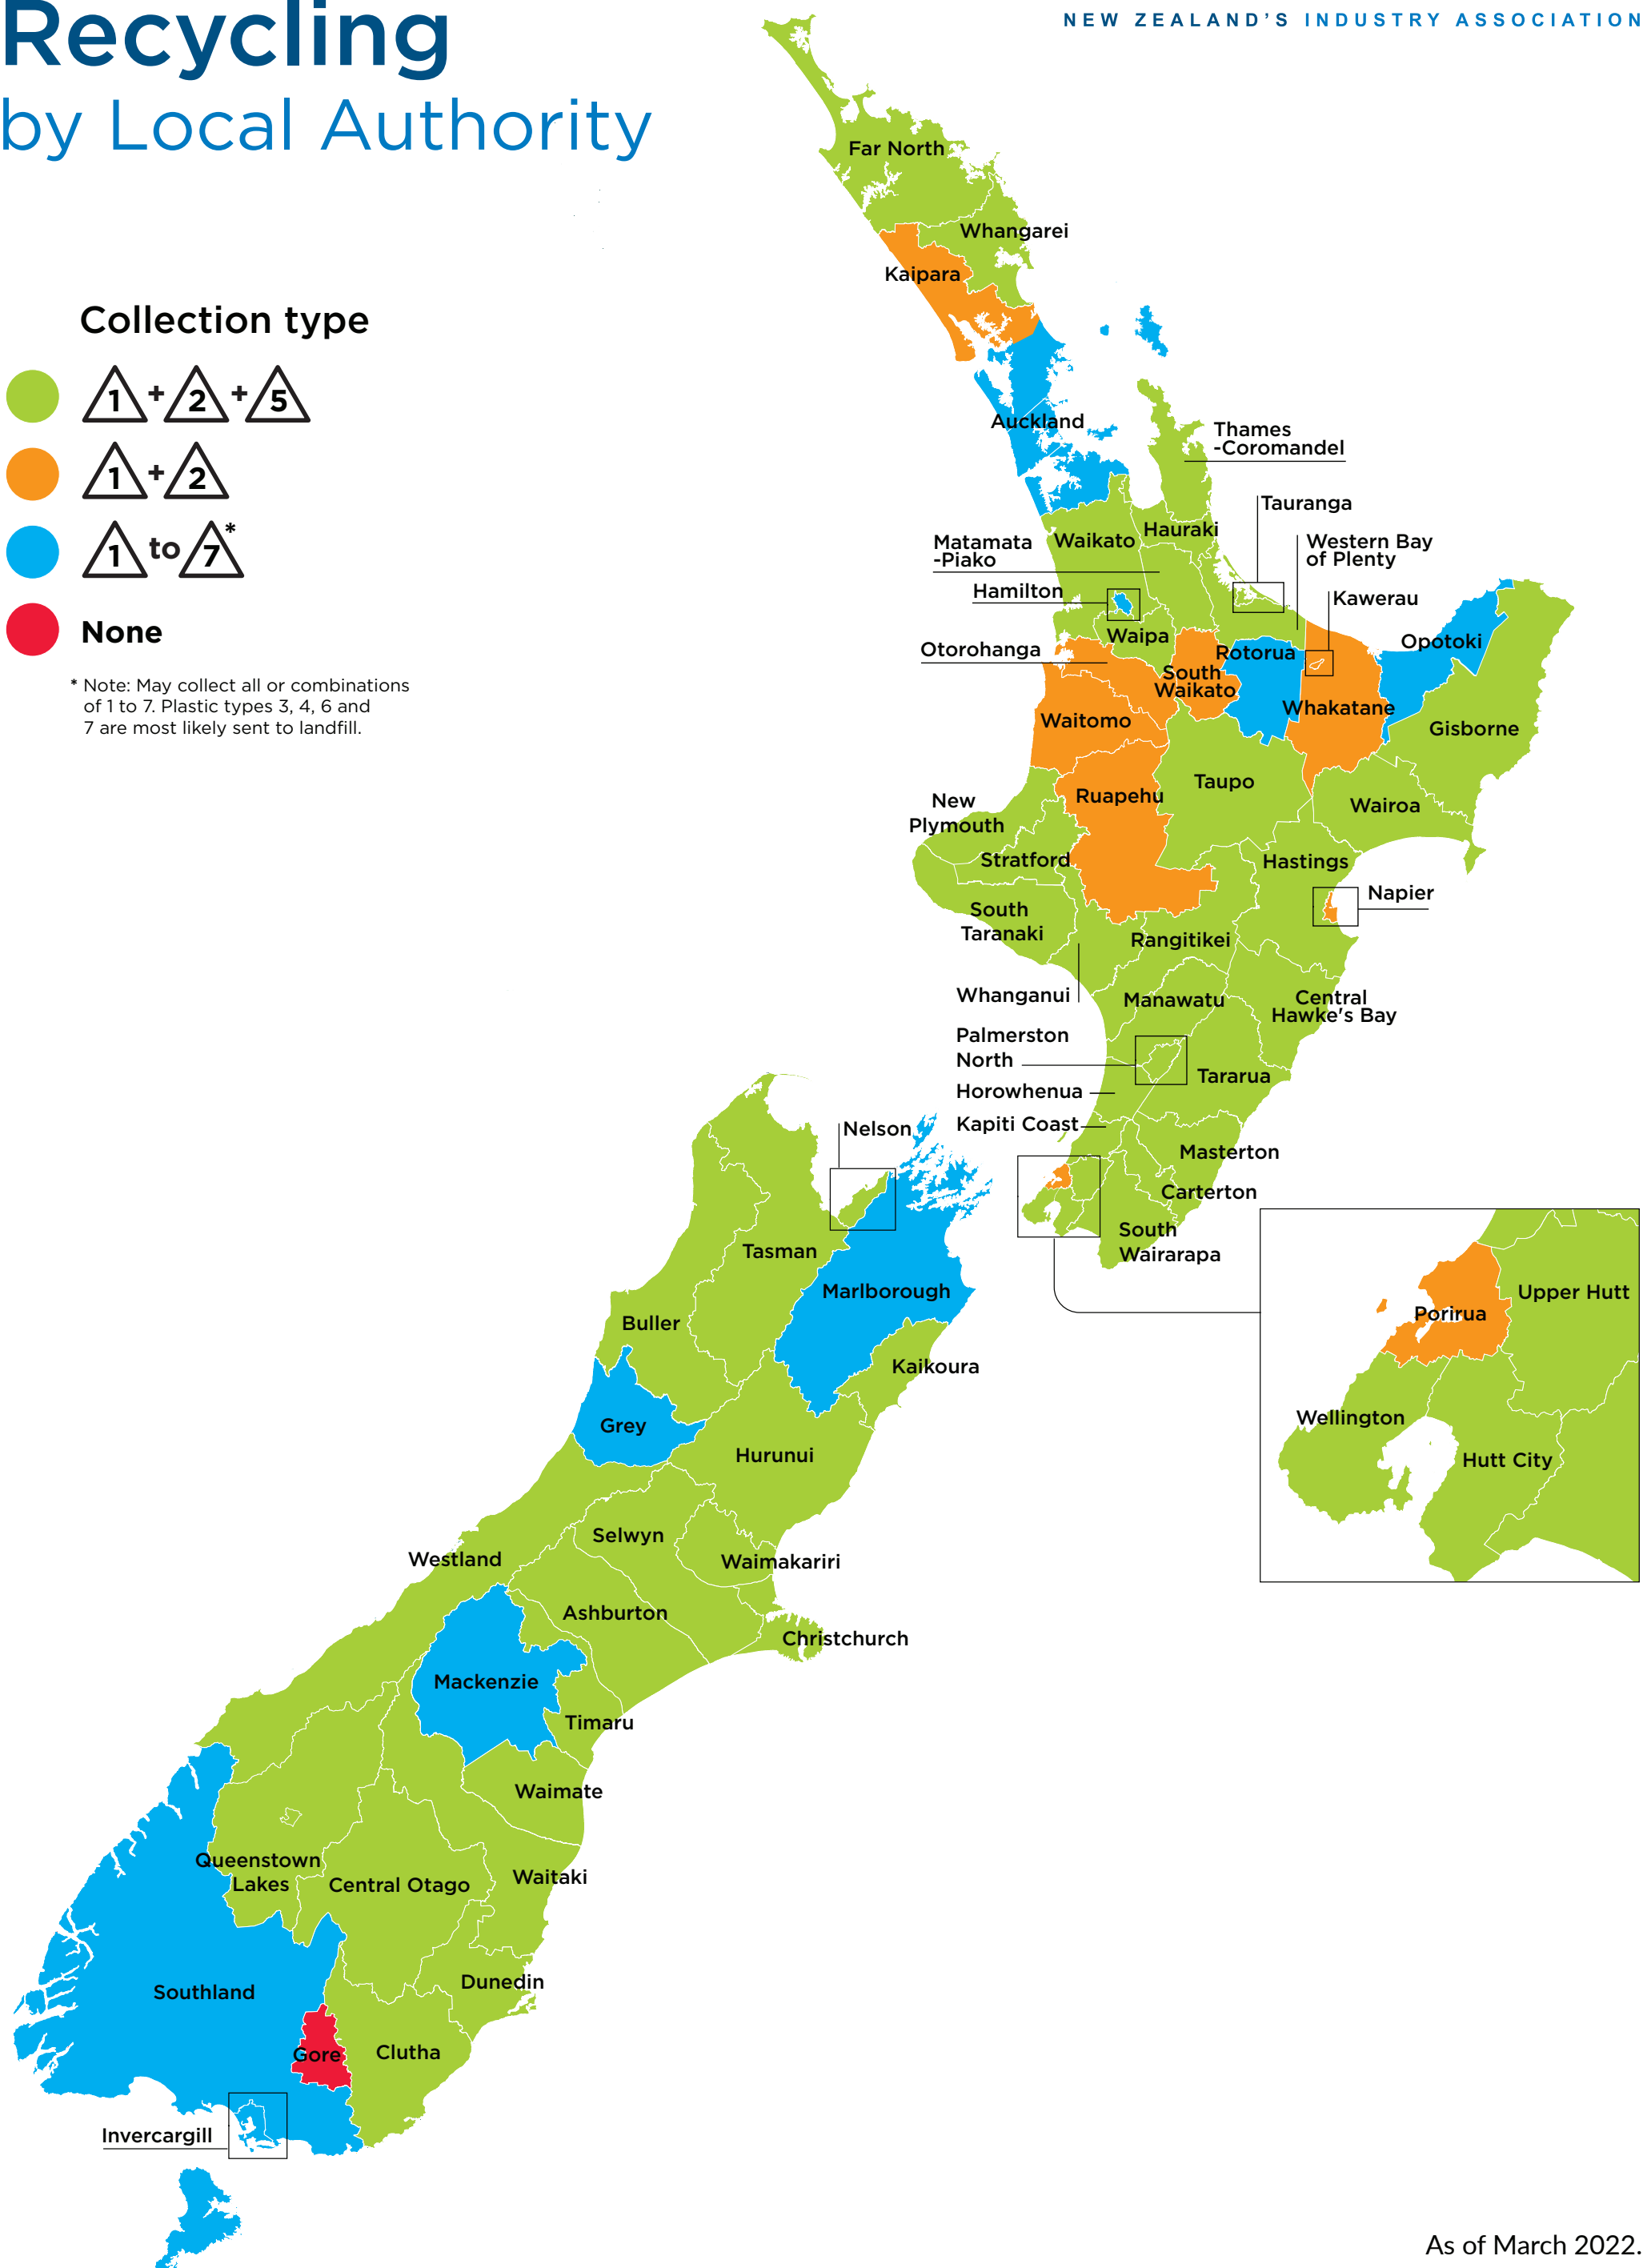 Recycling
by Local Authority
NEW ZEALAND'S INDUSTRY ASSOCIATION
Collection type
1 + 2 + 5
1 + 2
1 to 7*
None
* Note: May collect all or combinations
of 1 to 7. Plastic types 3, 4, 6 and
7 are most likely sent to landfill.
Far North
Whangarei
Kaipara
Auckland
Thames
-Coromandel
Tauranga
Hauraki
Waikato
Matamata
-Piako
Western Bay
of Plenty
Hamilton
Kawerau
Waipa
Opotoki
Otorohanga
Rotorua
South
Waikato
Whakatane
Waitomo
Gisborne
Taupo
Ruapehu
Wairoa
New
Plymouth
Stratford
Hastings
Napier
South
Taranaki
Rangitikei
Whanganui
Manawatu
Central
Hawke's Bay
Palmerston
North
Tararua
Horowhenua
Kapiti Coast
Nelson
Masterton
Carterton
South
Wairarapa
Tasman
Marlborough
Upper Hutt
Porirua
Buller
Kaikoura
Wellington
Grey
Hurunui
Hutt City
Selwyn
Westland
Waimakariri
Ashburton
Christchurch
Mackenzie
Timaru
Waimate
Queenstown
Lakes
Central Otago
Waitaki
Dunedin
Southland
Gore
Clutha
Invercargill
As of March 2022.